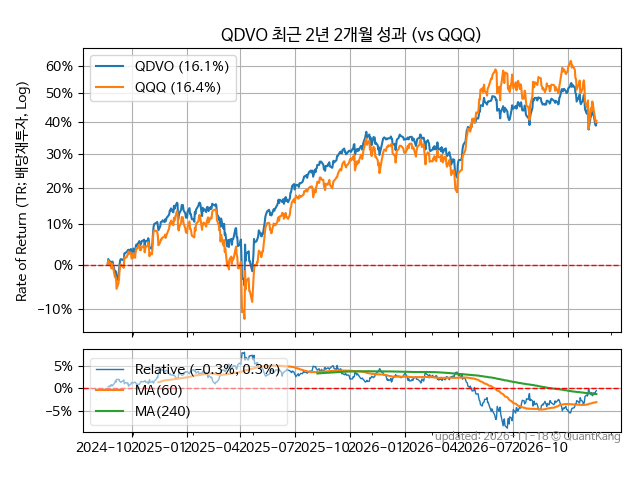 QDVO 최근 2년 2개월 성과 (vs QQQ)
Rate of Return (TR: 배당재투자, Log)
60%
50%
40%
30%
20%
10%
0%
−10%
QDVO (16.1%)
QQQ (16.4%)
5%
0%
−5%
Relative (−0.3%, 0.3%)
MA(60)
MA(240)
2024−10
2025−01
2025−04
2025−07
2025−10
2026−01
2026−04
2026−07
2026−10
updated: 2026−11−18 © QuantKang